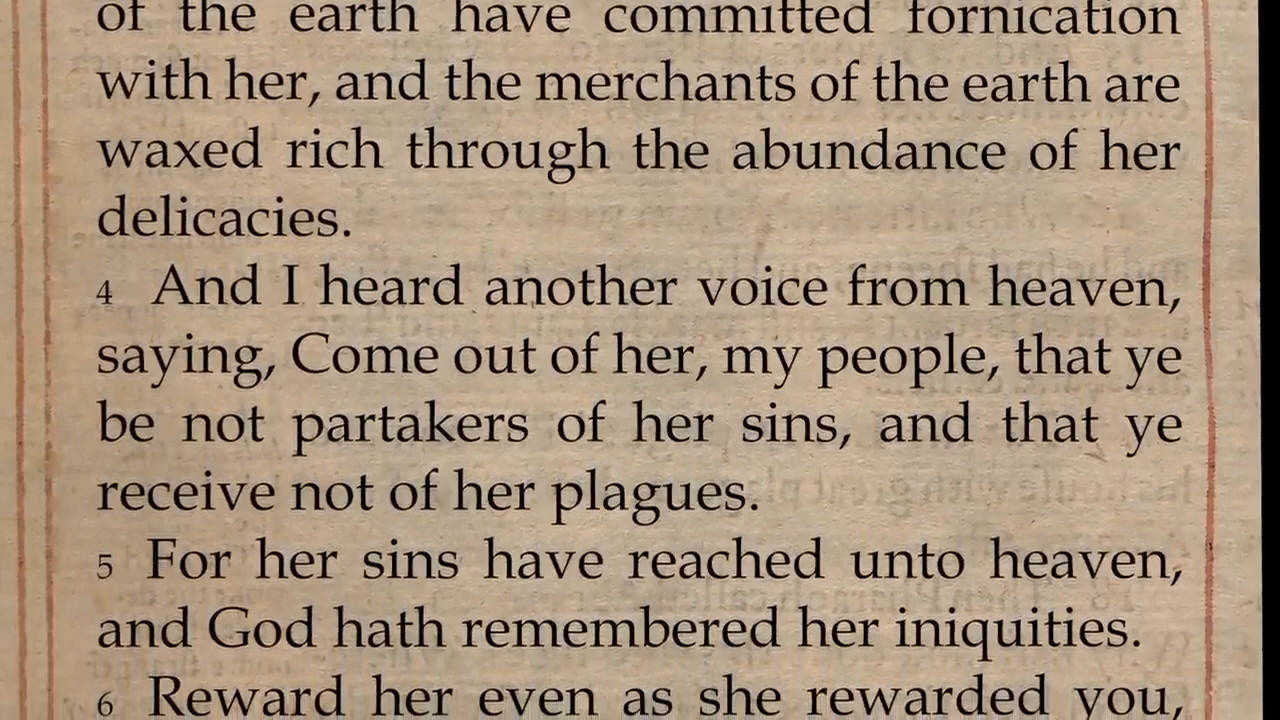 of the earth have committed fornication
with her, and the merchants of the earth are
waxed rich through the abundance of her
delicacies.
4 And I heard another voice from heaven,
saying, Come out of her, my people, that ye
be not partakers of her sins, and that ye
receive not of her plagues.
5 For her sins have reached unto heaven,
and God hath remembered her iniquities.
6 Reward her even as she rewarded you,